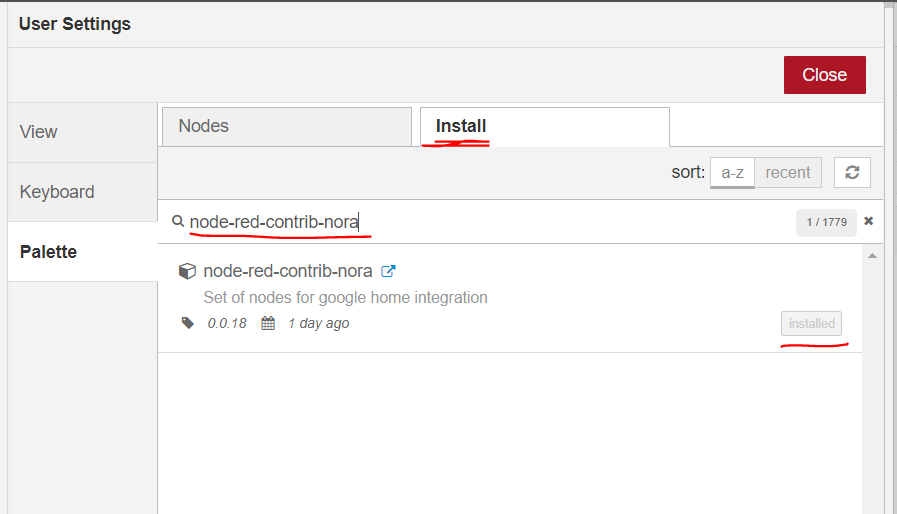 User Settings
Close
View
Keyboard
Palette
Nodes
Install
sort: a-z recent
node-red-contrib-nora
1 / 1779
node-red-contrib-nora
Set of nodes for google home integration
0.0.18 1 day ago
installed